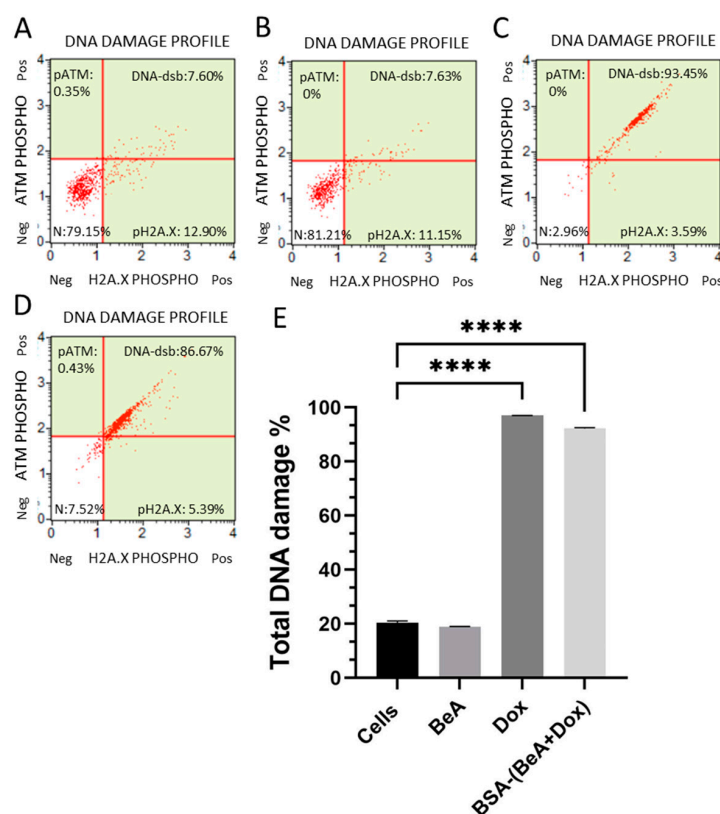 A
DNA DAMAGE PROFILE
pATM:
0.35%
DNA-dsb:7.60%
N:79.15%
pH2A.X: 12.90%
ATM PHOSPHO
Neg
Pos
0
1
2
3
4
0
1
2
3
4
Neg H2A.X PHOSPHO Pos
B
DNA DAMAGE PROFILE
pATM:
0%
DNA-dsb:7.63%
N:81.21%
pH2A.X: 11.15%
ATM PHOSPHO
Neg
Pos
0
1
2
3
4
0
1
2
3
4
Neg H2A.X PHOSPHO Pos
C
DNA DAMAGE PROFILE
pATM:
0%
DNA-dsb:93.45%
N:2.96%
pH2A.X: 3.59%
ATM PHOSPHO
Neg
Pos
0
1
2
3
4
0
1
2
3
4
Neg H2A.X PHOSPHO Pos
D
DNA DAMAGE PROFILE
pATM:
0.43%
DNA-dsb:86.67%
N:7.52%
pH2A.X: 5.39%
ATM PHOSPHO
Neg
Pos
0
1
2
3
4
0
1
2
3
4
Neg H2A.X PHOSPHO Pos
E
****
****
Total DNA damage %
100
80
60
40
20
0
Cells
BeA
Dox
BSA-(BeA+Dox)